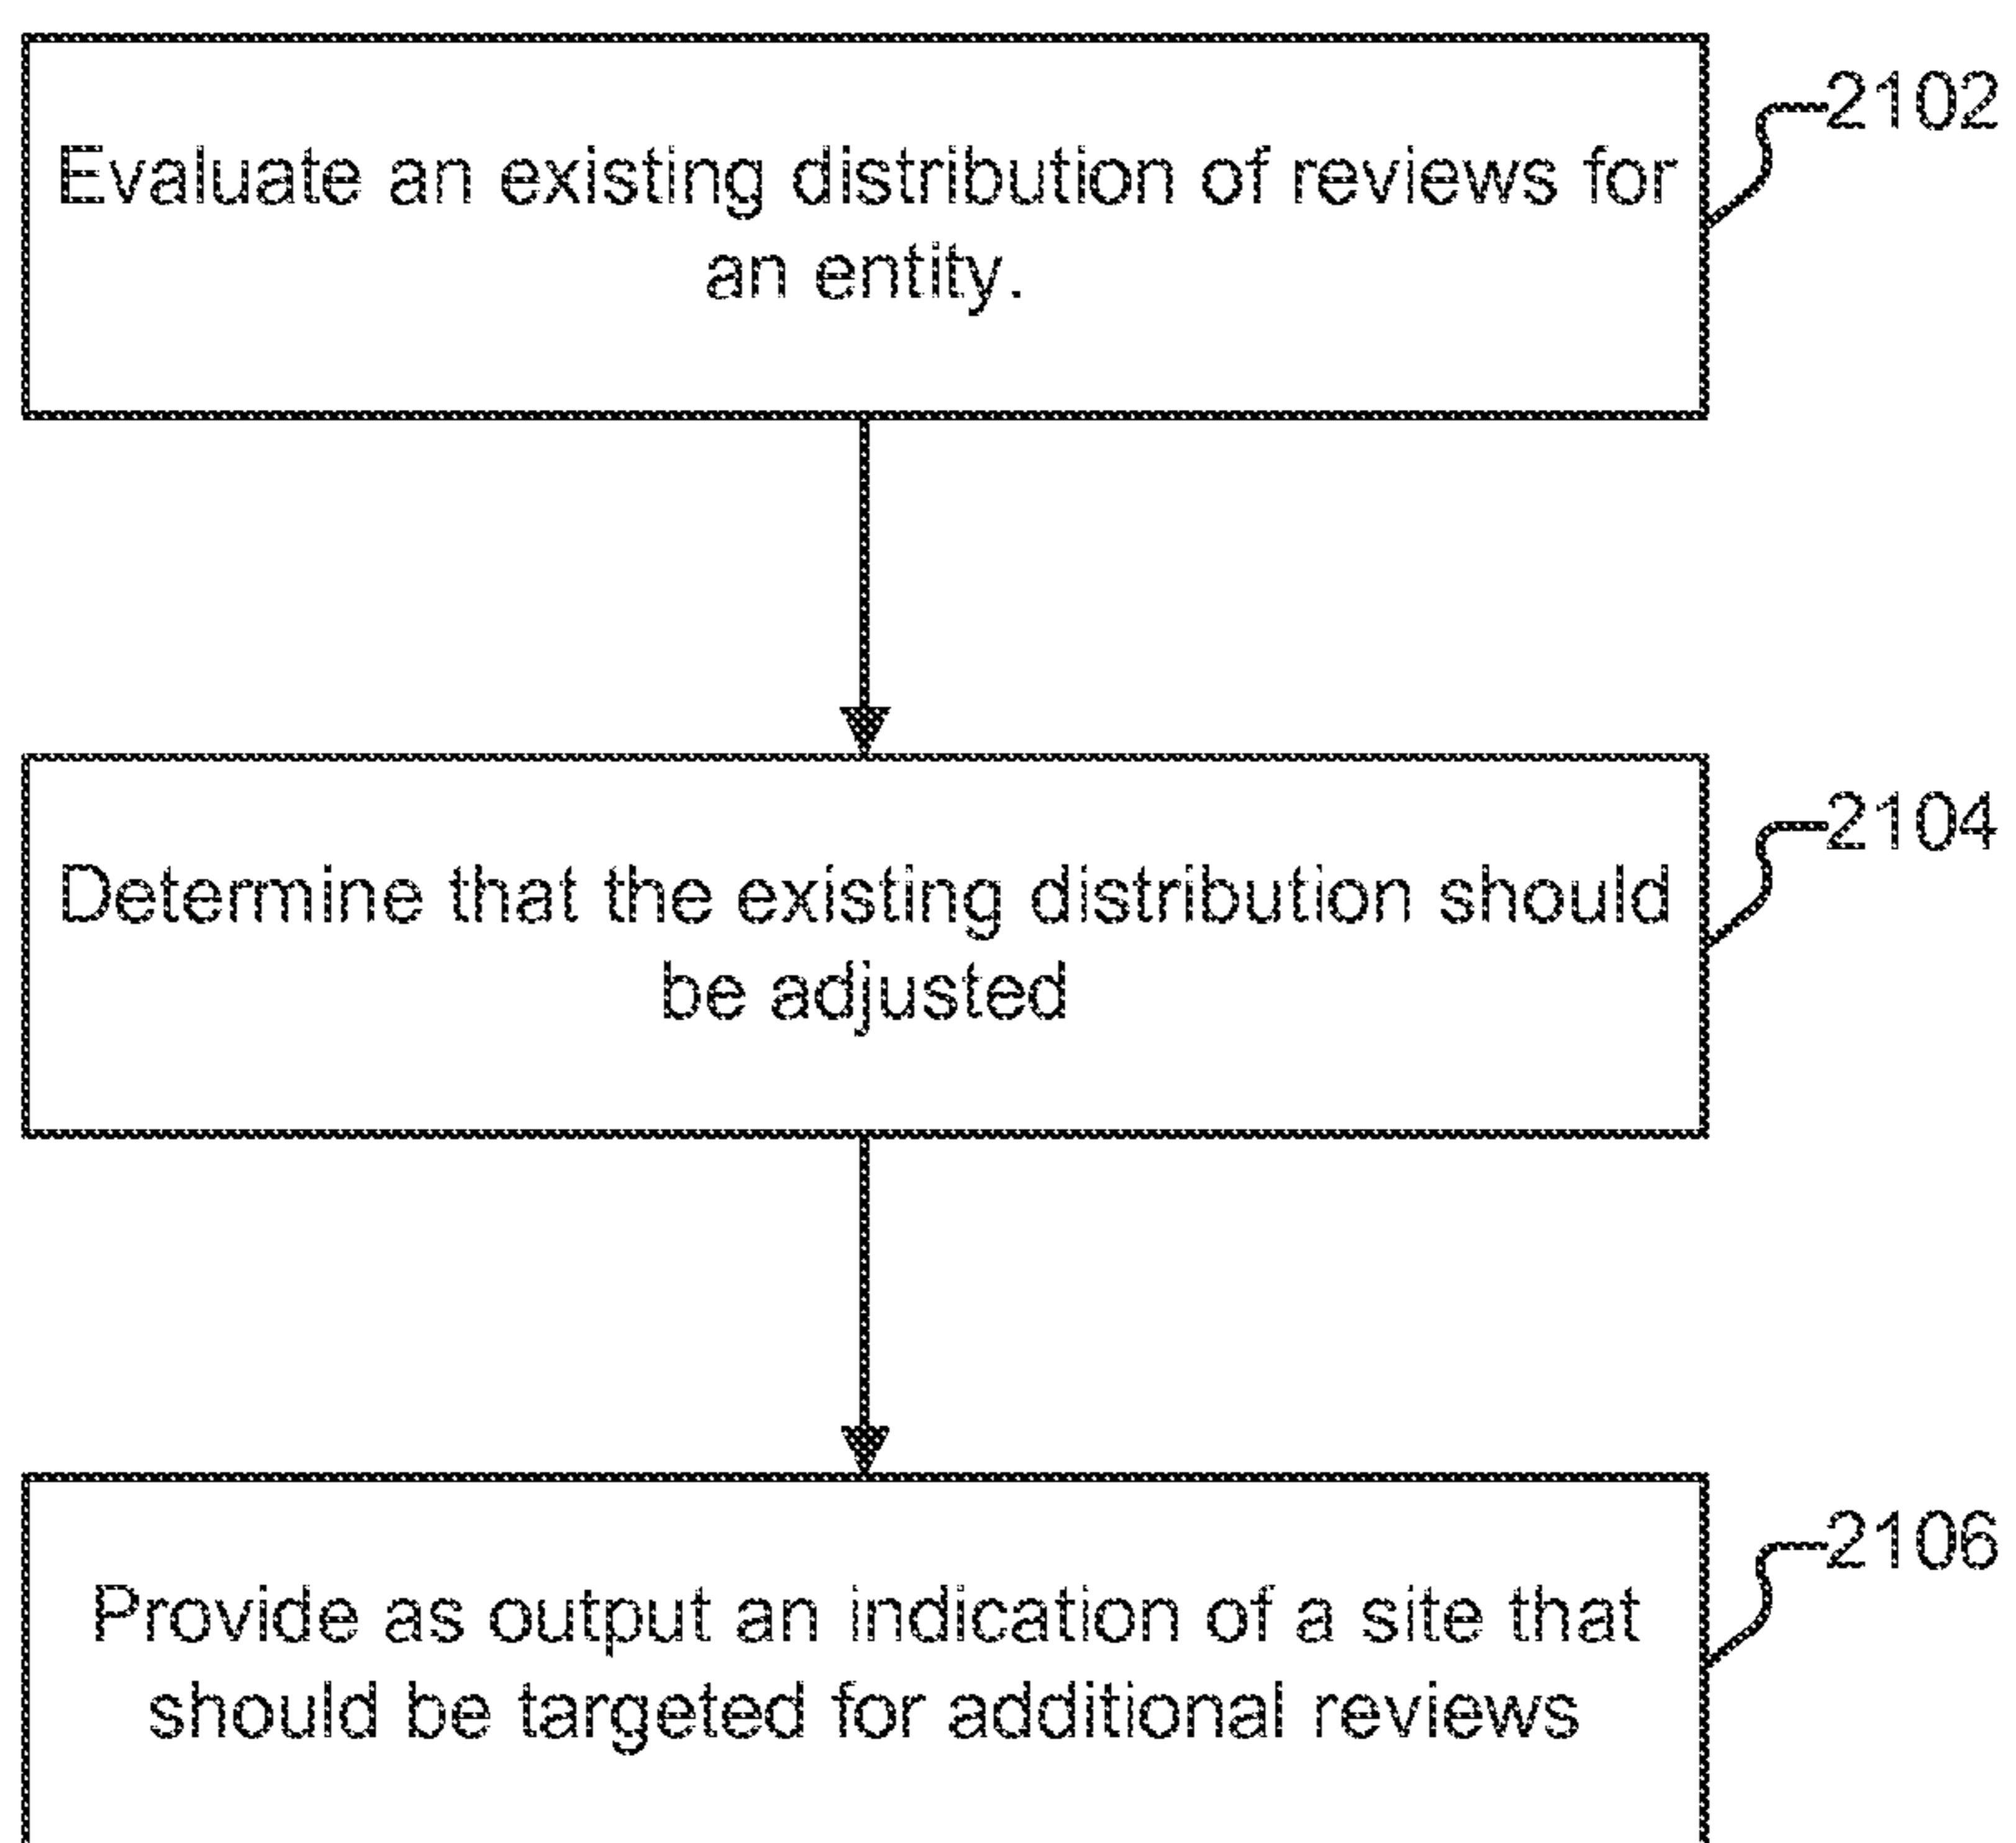 2102
Evaluate an existing distribution of reviews for
an entity.
2104
Determine that the existing distribution should
be adjusted
2106
Provide as output an indication of a site that
should be targeted for additional reviews